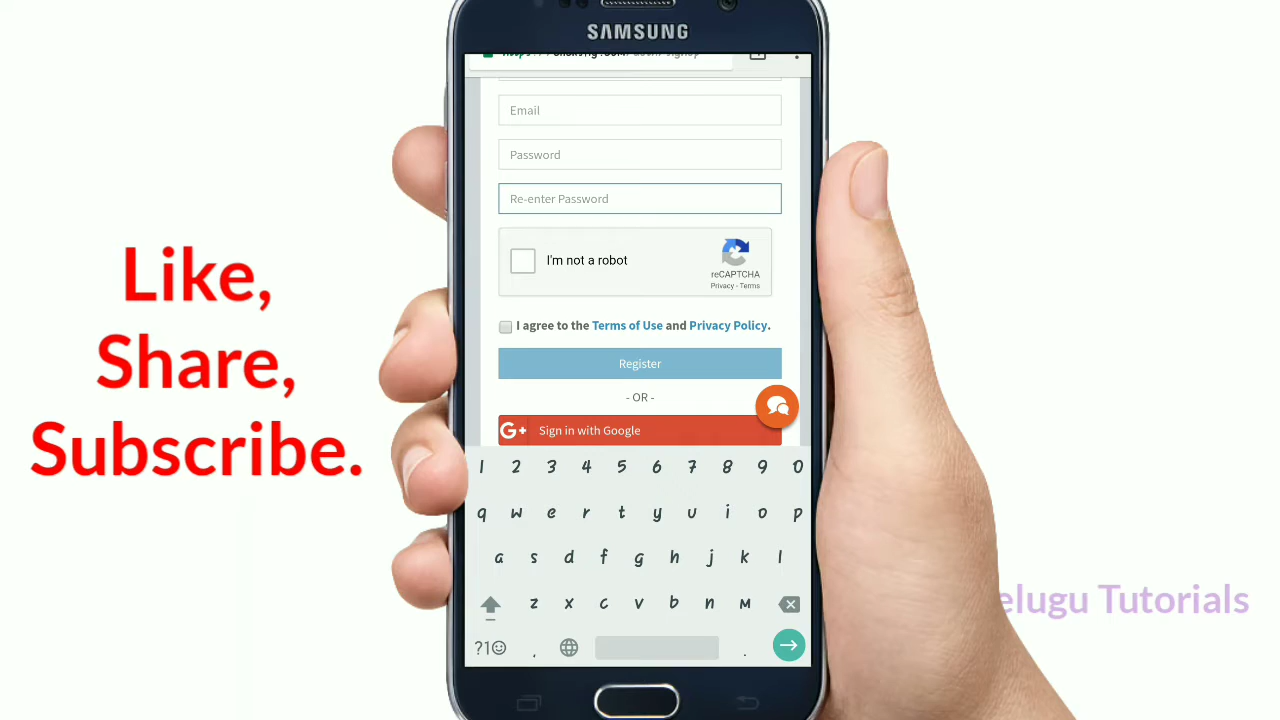 SAMSUNG
Email
Password
Re-enter Password
I'm not a robot
reCAPTCHA
Privacy - Terms
I agree to the Terms of Use and Privacy Policy.
Register
- OR -
G+ Sign in with Google
1 2 3 4 5 6 7 8 9 0
q w e r t y u i o p
a s d f g h j k l
z x c v b n m
?1☺ , .
Like,
Share,
Subscribe.
elugu Tutorials